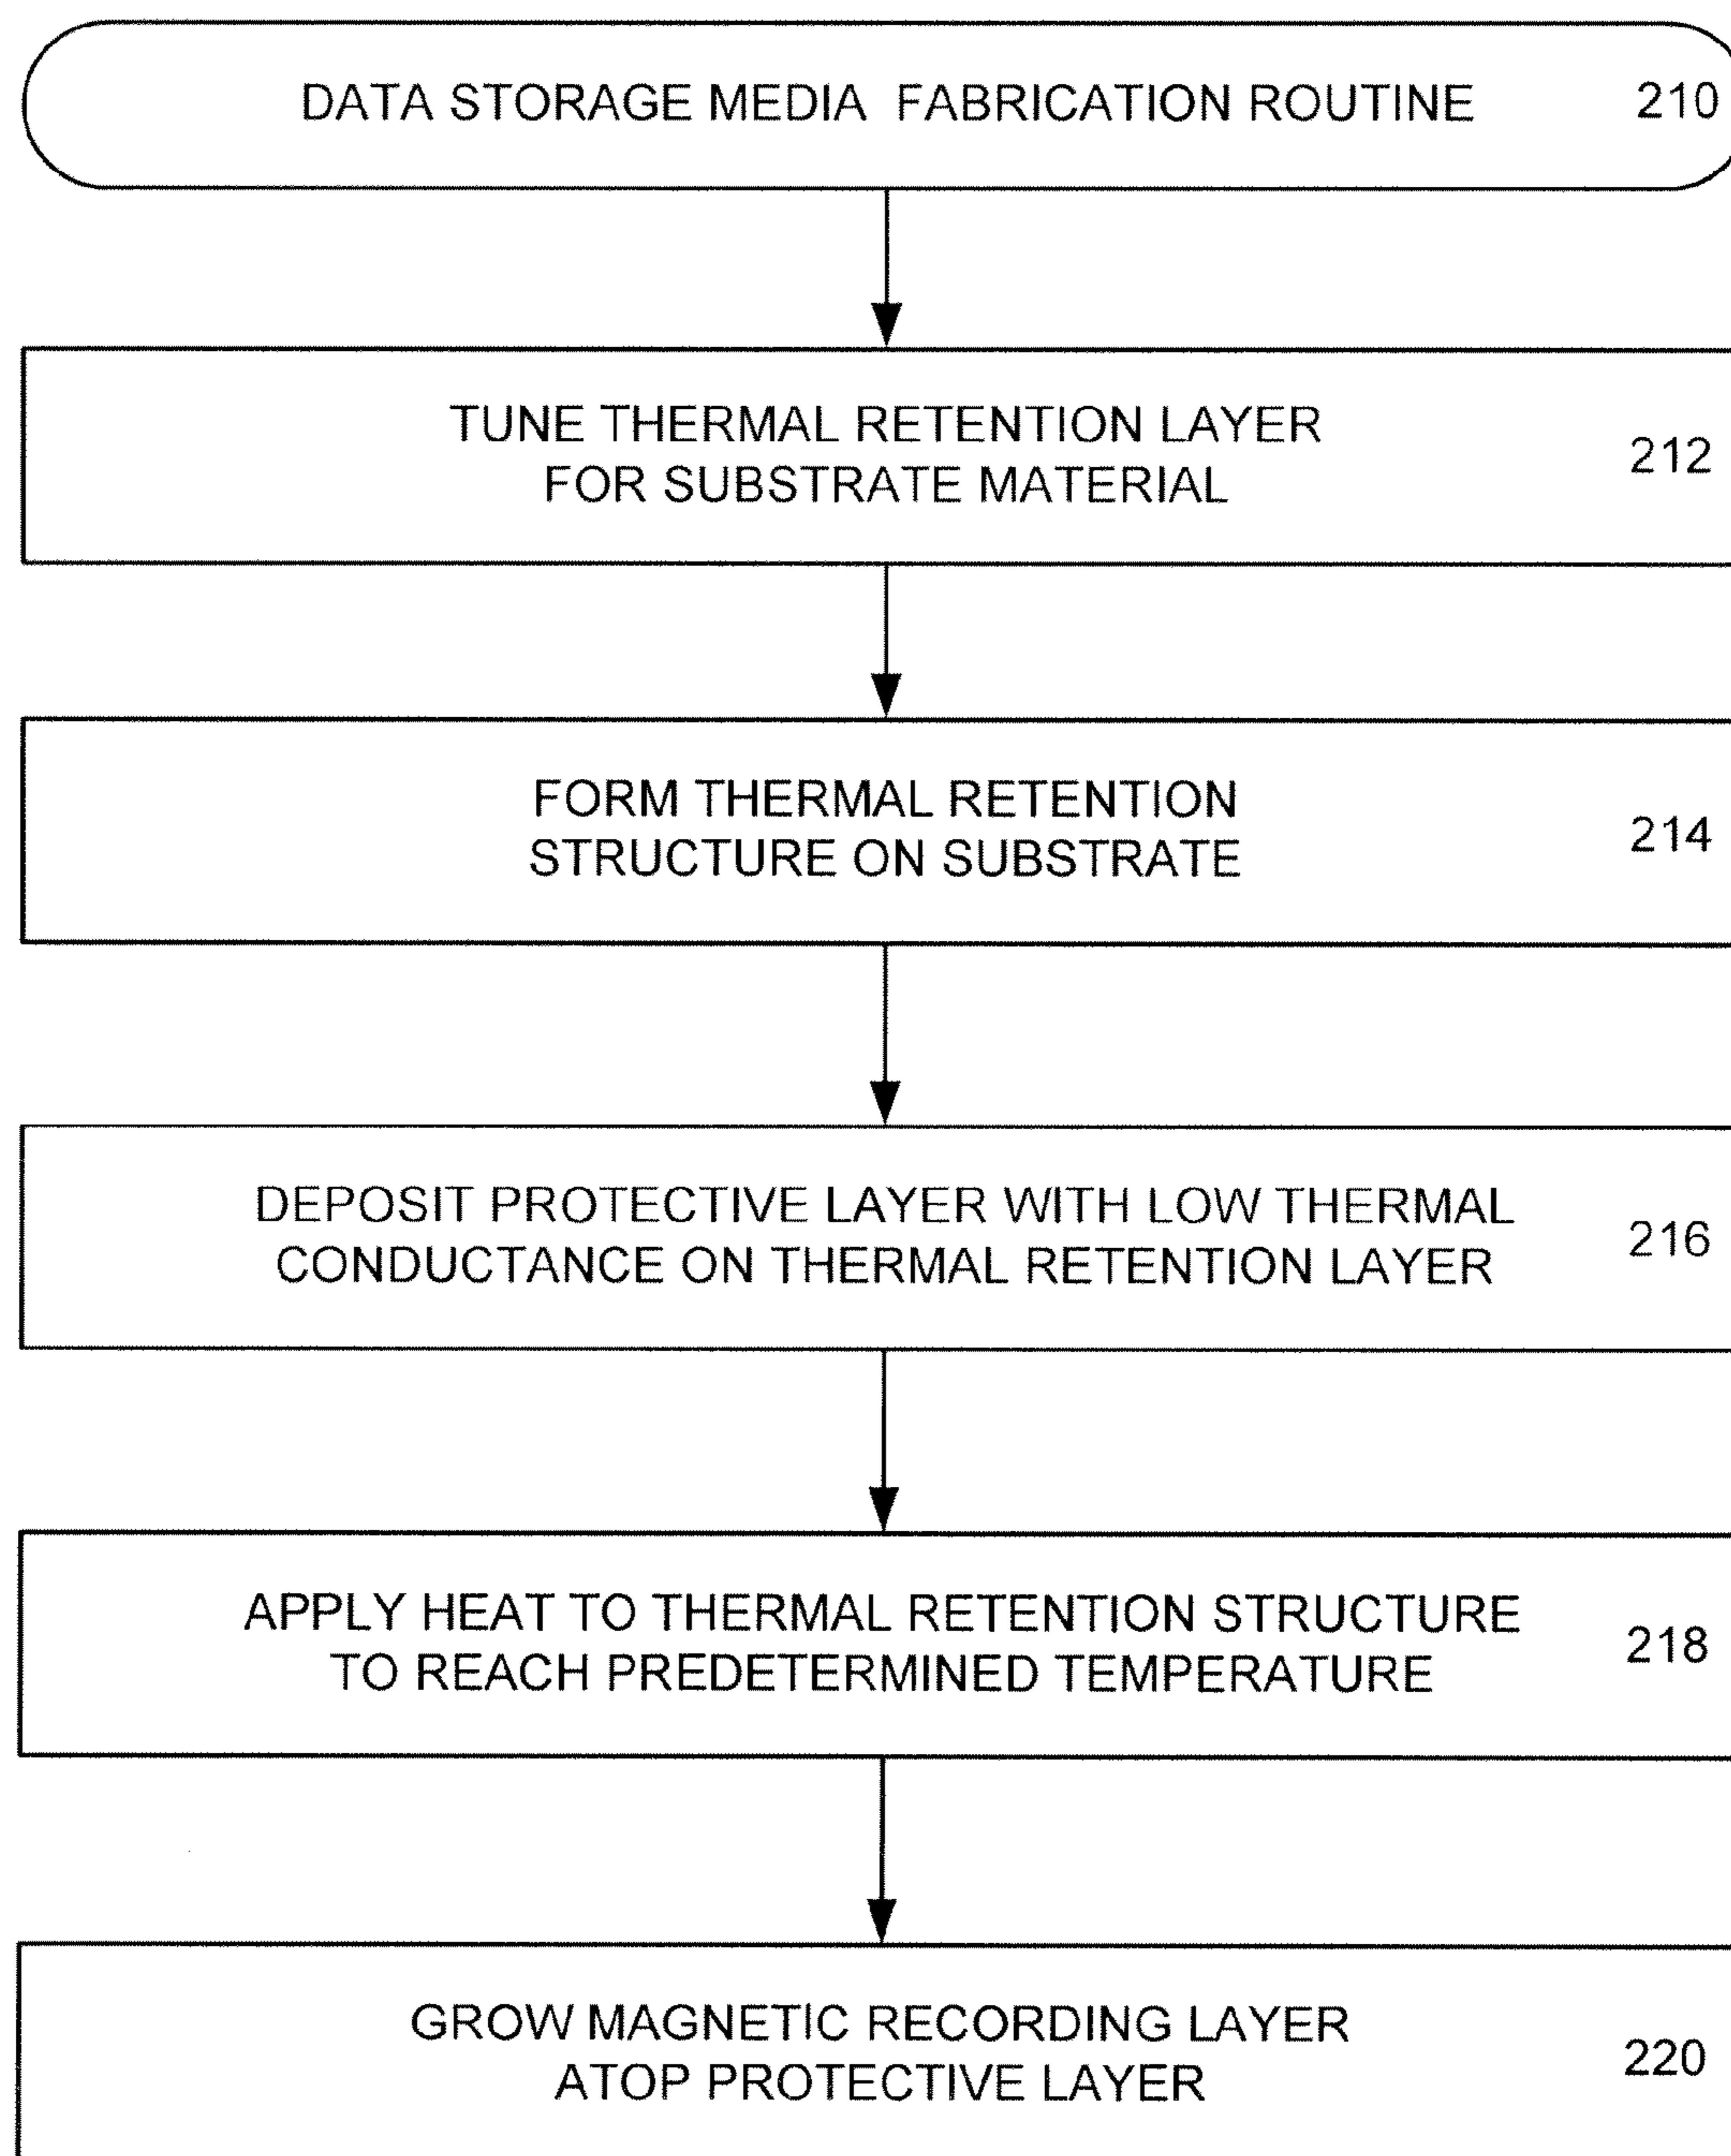 DATA STORAGE MEDIA FABRICATION ROUTINE 210
TUNE THERMAL RETENTION LAYER
FOR SUBSTRATE MATERIAL
212
FORM THERMAL RETENTION
STRUCTURE ON SUBSTRATE
214
DEPOSIT PROTECTIVE LAYER WITH LOW THERMAL
CONDUCTANCE ON THERMAL RETENTION LAYER
216
APPLY HEAT TO THERMAL RETENTION STRUCTURE
TO REACH PREDETERMINED TEMPERATURE
218
GROW MAGNETIC RECORDING LAYER
ATOP PROTECTIVE LAYER
220